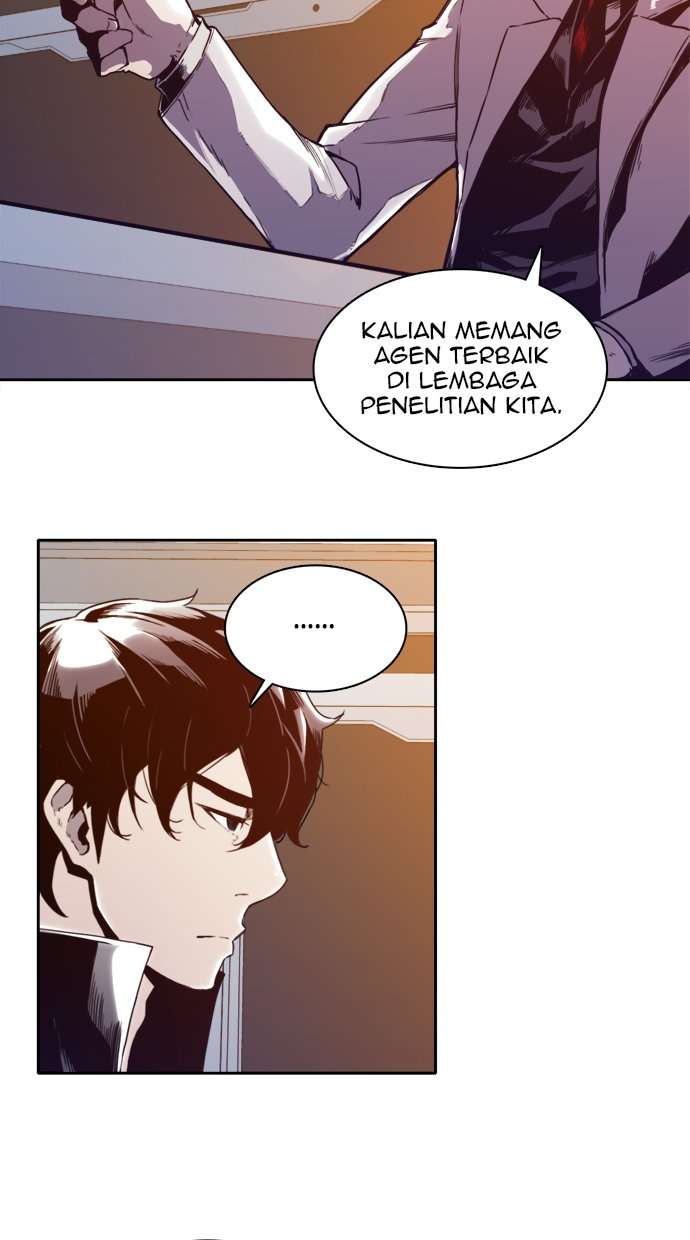 KALIAN MEMANG
AGEN TERBAIK
DI LEMBAGA
PENELITIAN KITA.
......